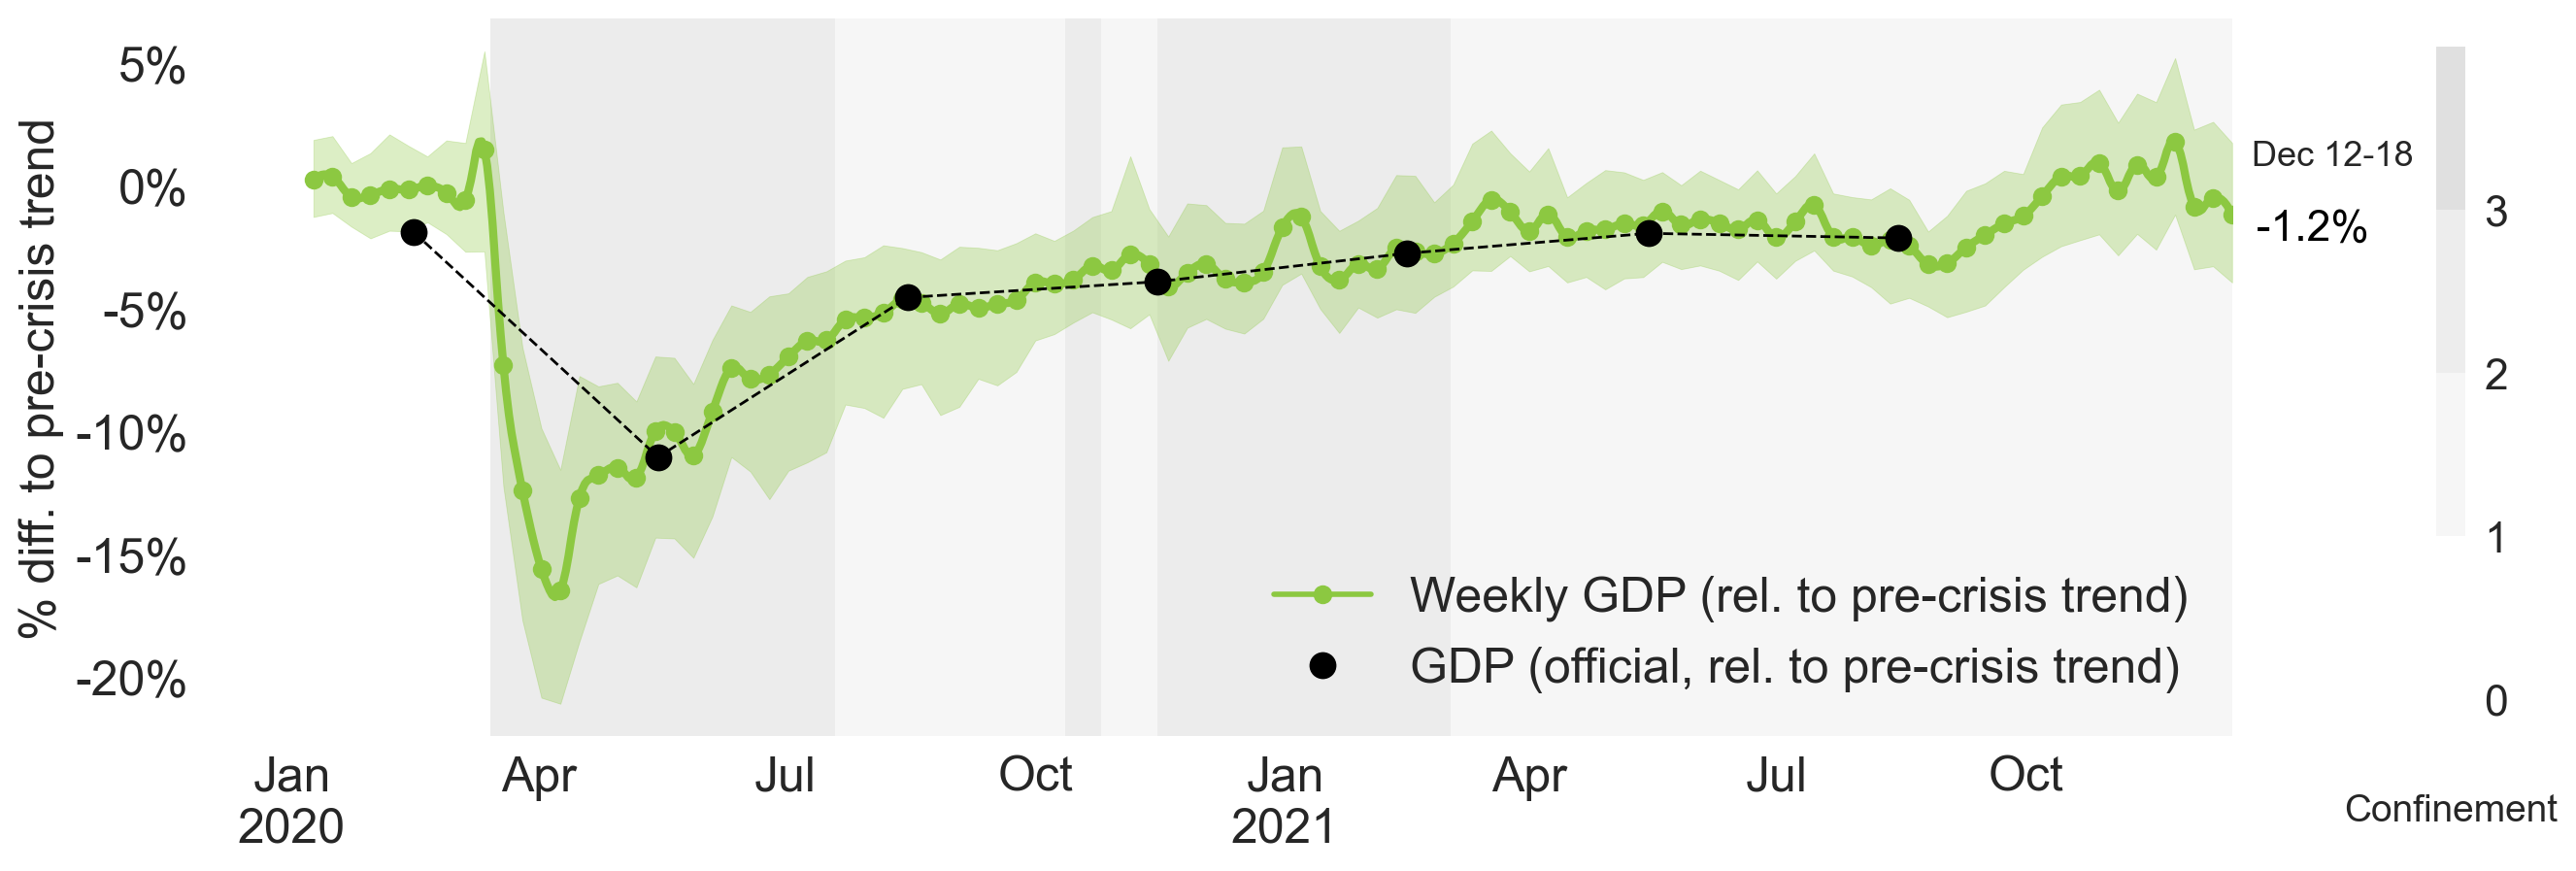 % diff. to pre-crisis trend
5%
0%
-5%
-10%
-15%
-20%
Jan
2020
Apr
Jul
Oct
Jan
2021
Apr
Jul
Oct
Weekly GDP (rel. to pre-crisis trend)
GDP (official, rel. to pre-crisis trend)
Dec 12-18
-1.2%
3
2
1
0
Confinement